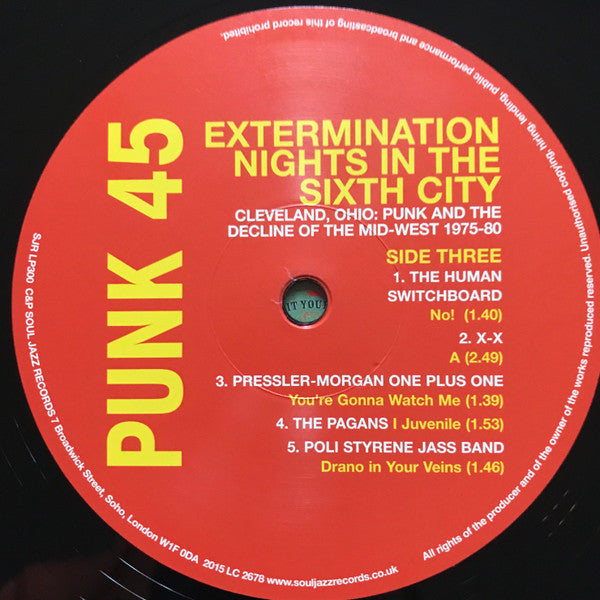 PUNK 45
EXTERMINATION
NIGHTS IN THE
SIXTH CITY
CLEVELAND, OHIO: PUNK AND THE
DECLINE OF THE MID-WEST 1975-80
SIDE THREE
1. THE HUMAN
SWITCHBOARD
No! (1.40)
2. X-X
A (2.49)
3. PRESSLER-MORGAN ONE PLUS ONE
You're Gonna Watch Me (1.39)
4. THE PAGANS I Juvenile (1.53)
5. POLI STYRENE JASS BAND
Drano in Your Veins (1.46)
SJR LP300 C&P SOUL JAZZ RECORDS 7 Broadwick Street, Soho, London W1F 0DA 2015 LC 2678 www.souljazzrecords.co.uk
All rights of the producer and of the owner of the works reproduced reserved. Unauthorised copying, hiring, lending, public performance and broadcasting of this record prohibited.
IT YOU